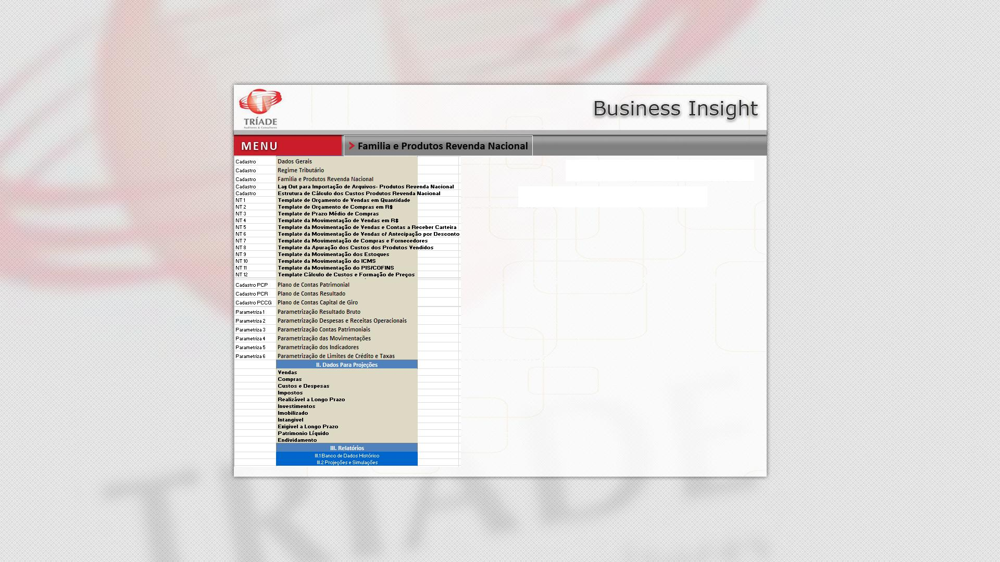 TRÍADE
Auditores & Consultores
Business Insight
MENU
Familia e Produtos Revenda Nacional
Cadastro Dados Gerais
Cadastro Regime Tributário
Cadastro Familia e Produtos Revenda Nacional
Cadastro Lay Out para Importação de Arquivos- Produtos Revenda Nacional
Cadastro Estrutura de Cálculo dos Custos Produtos Revenda Nacional
NT 1 Template de Orçamento de Vendas em Quantidade
NT 2 Template de Orçamento de Compras em R$
NT 3 Template de Prazo Médio de Compras
NT 4 Template da Movimentação de Vendas em R$
NT 5 Template da Movimentação de Vendas e Contas a Receber Carteira
NT 6 Template da Movimentação de Vendas c/ Antecipação por Desconto
NT 7 Template da Movimentação de Compras e Fornecedores
NT 8 Template da Apuração dos Custos dos Produtos Vendidos
NT 9 Template da Movimentação dos Estoques
NT 10 Template da Movimentação do ICMS
NT 11 Template da Movimentação do PIS/COFINS
NT 12 Template Cálculo de Custos e Formação de Preços
Cadastro PCP Plano de Contas Patrimonial
Cadastro PCR Plano de Contas Resultado
Cadastro PCCG Plano de Contas Capital de Giro
Parametriza 1 Parametrização Resultado Bruto
Parametriza 2 Parametrização Despesas e Receitas Operacionais
Parametriza 3 Parametrização Contas Patrimoniais
Parametriza 4 Parametrização das Movimentações
Parametriza 5 Parametrização dos Indicadores
Parametriza 6 Parametrização de Limites de Crédito e Taxas
II. Dados Para Projeções
Vendas
Compras
Custos e Despesas
Impostos
Realizável a Longo Prazo
Investimentos
Imobilizado
Intangivel
Exigivel a Longo Prazo
Patrimonio Líquido
Endividamento
III. Relatórios
III.1 Banco de Dados Histórico
III.2 Projeções e Simulações
TRÍADE